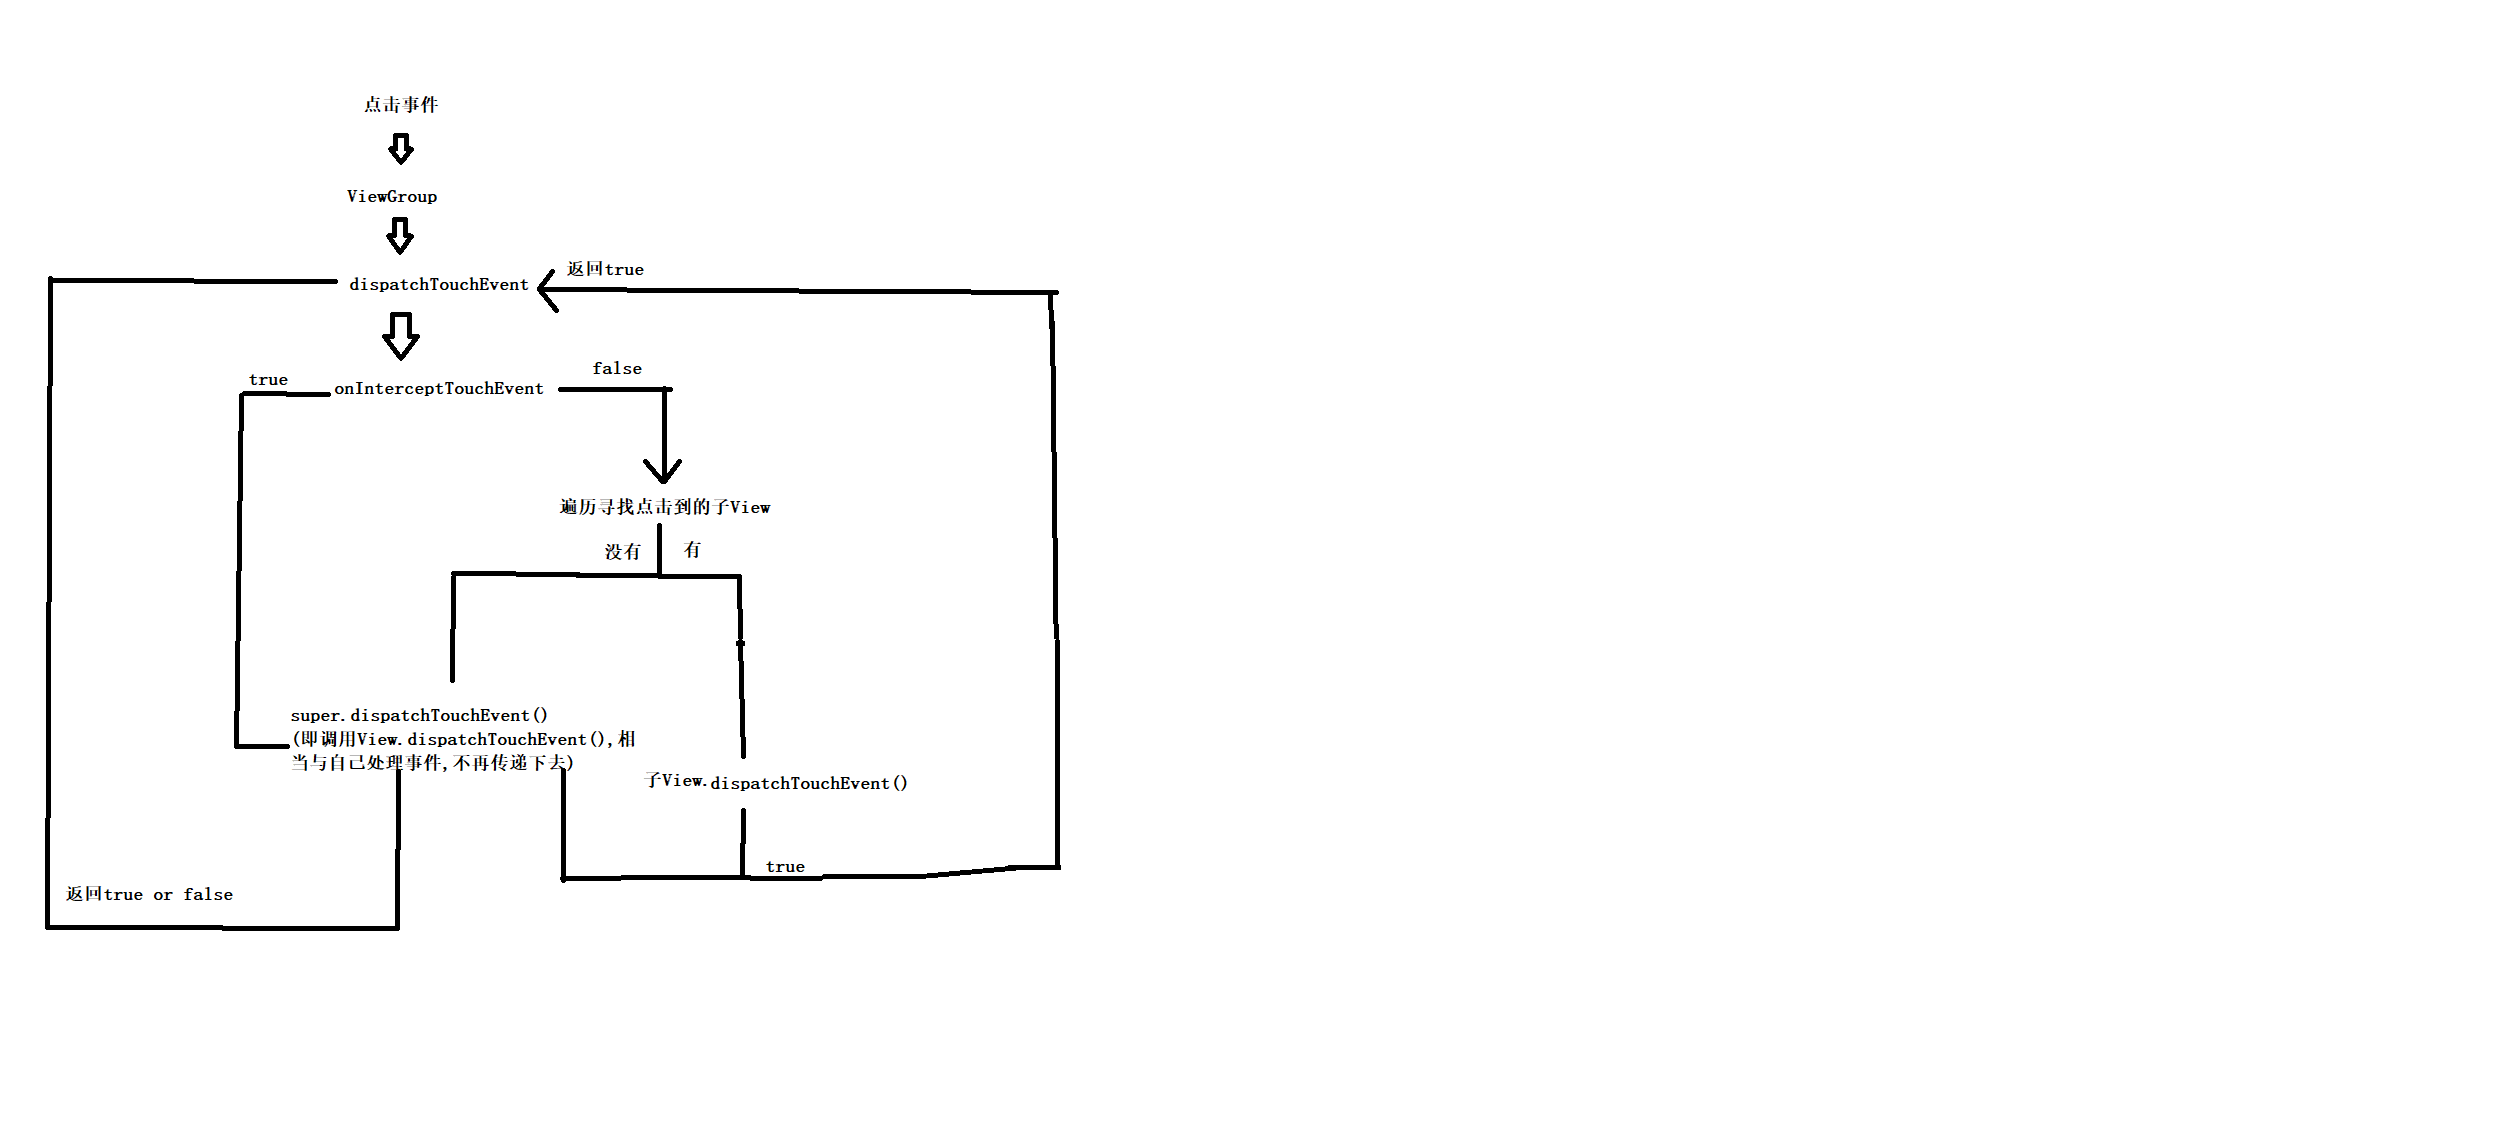 点击事件
ViewGroup
返回true
dispatchTouchEvent
false
true
onInterceptTouchEvent
遍历寻找点击到的子View
没有
有
super.dispatchTouchEvent()
(即调用View.dispatchTouchEvent(),相
当与自己处理事件,不再传递下去)
子View.dispatchTouchEvent()
true
返回true or false